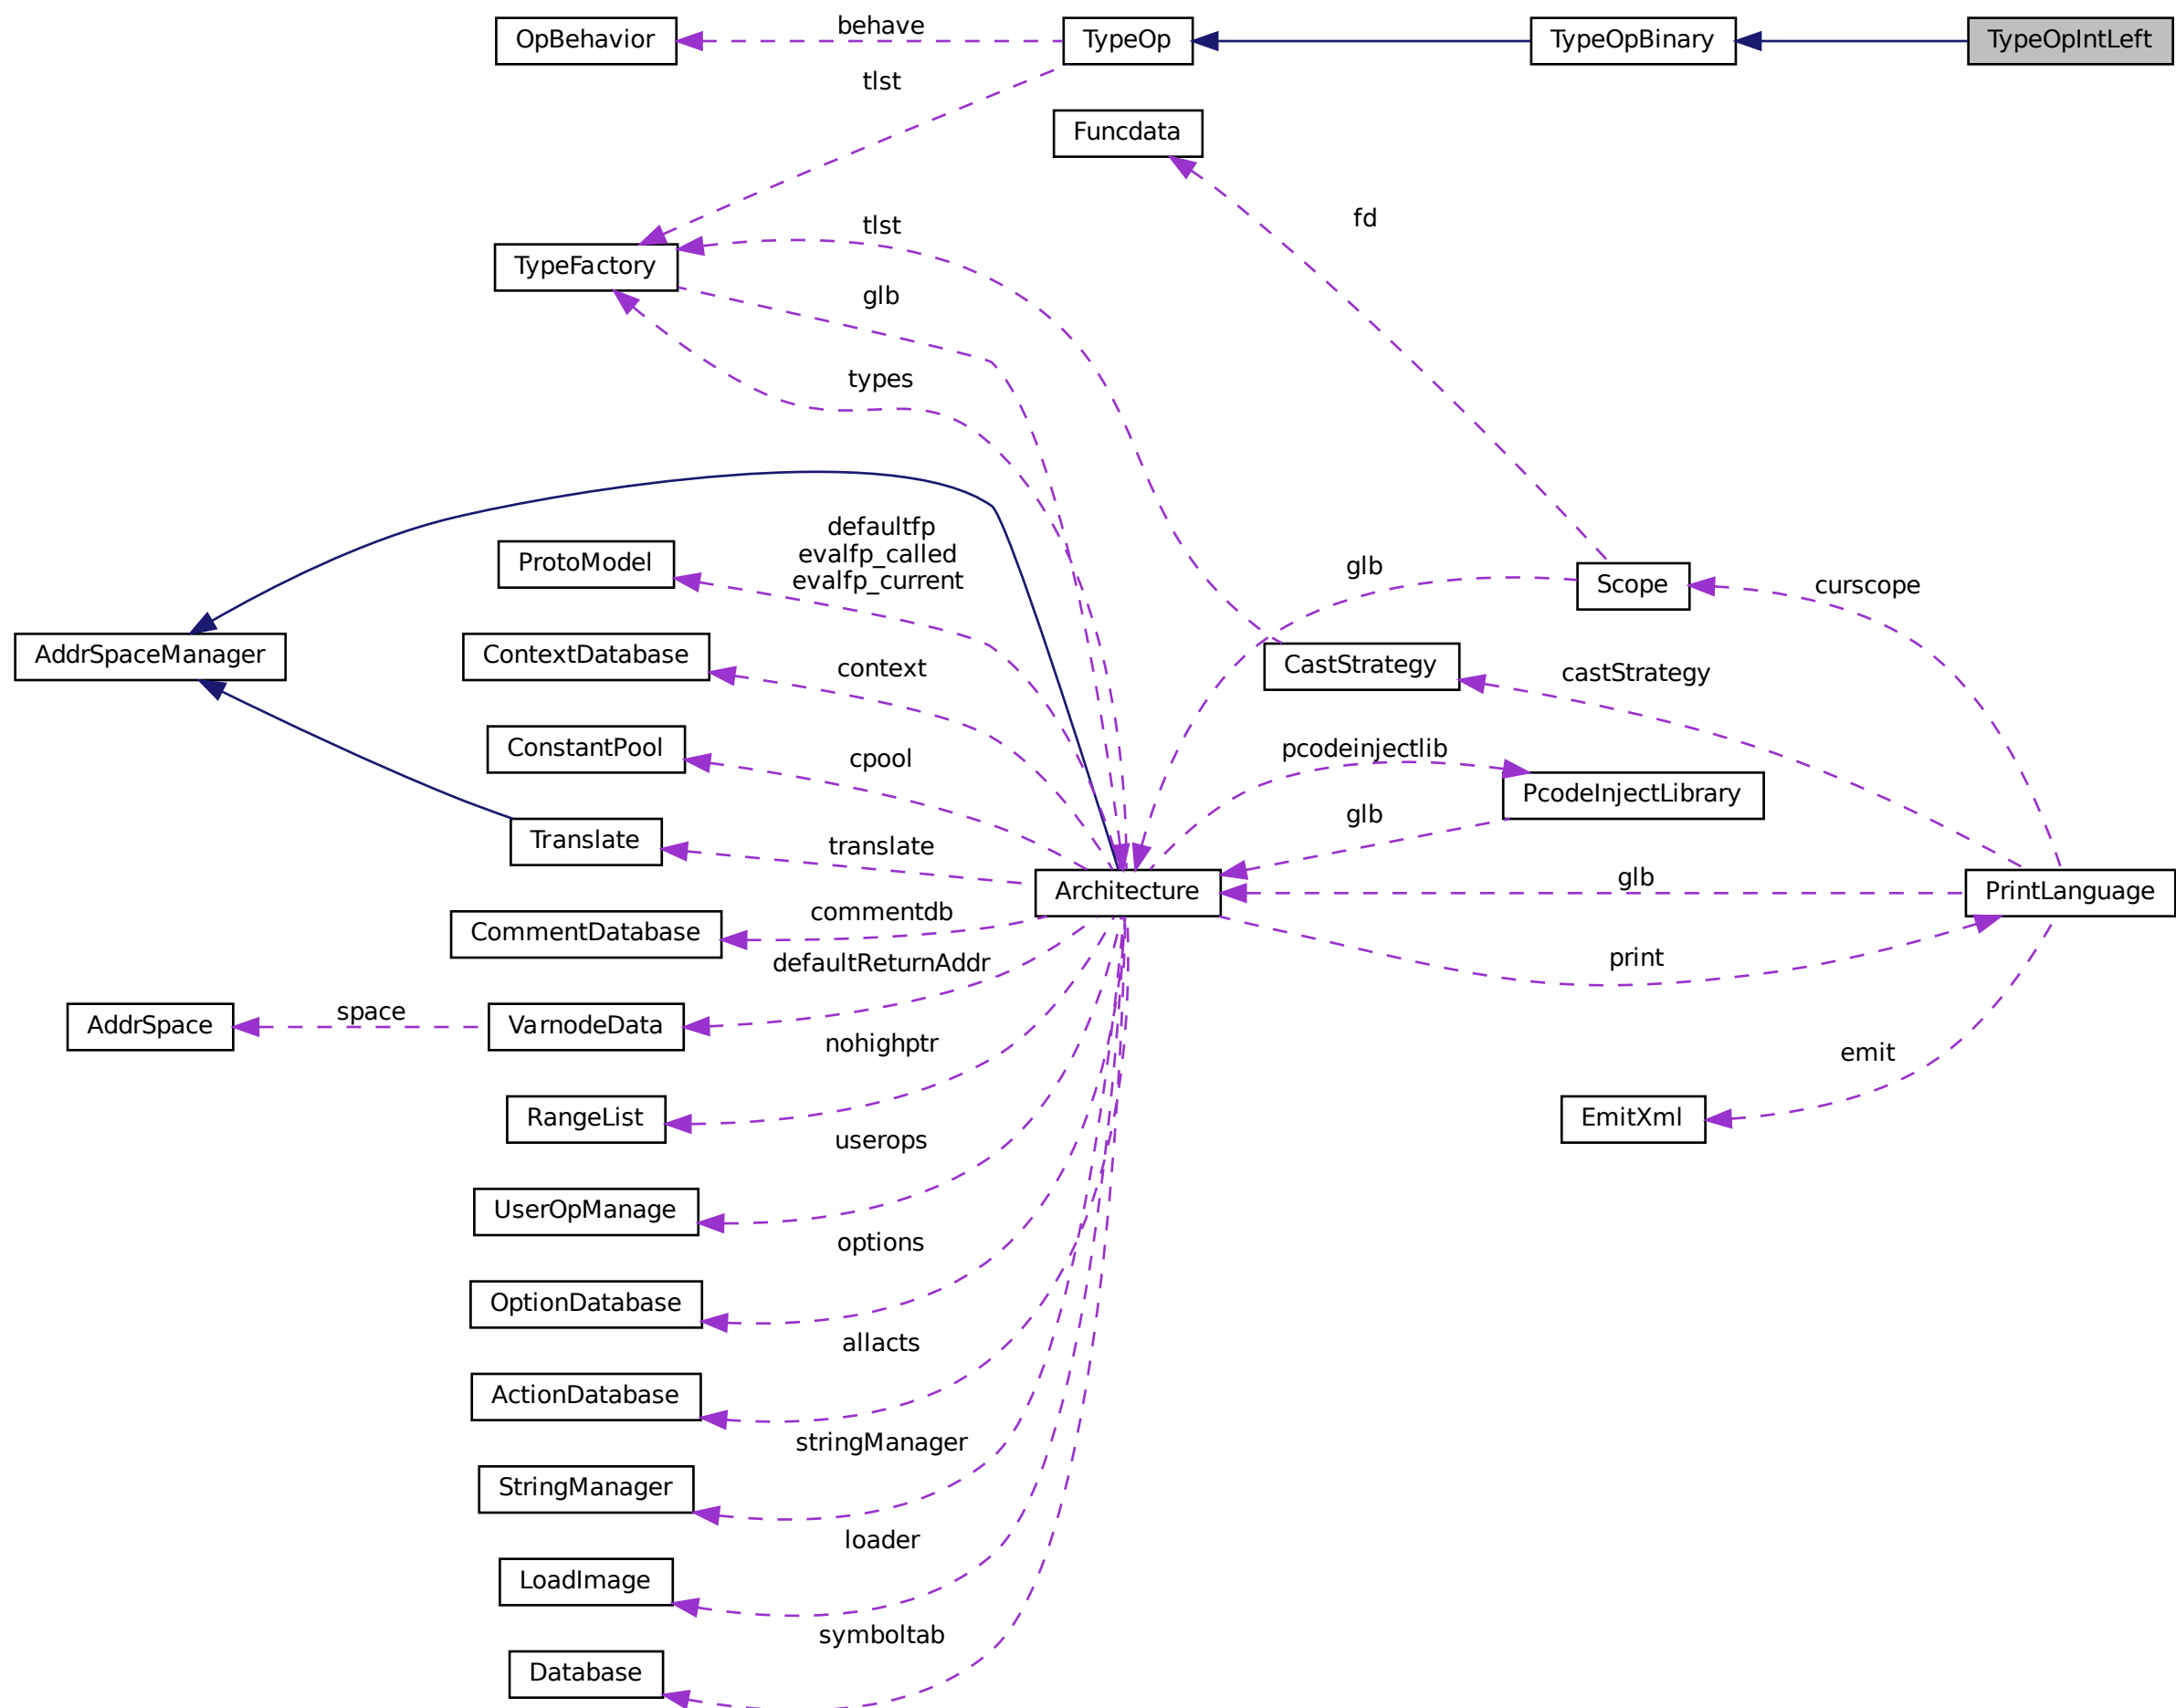 OpBehavior
behave
TypeOp
TypeOpBinary
TypeOpIntLeft
tlst
Funcdata
fd
tlst
TypeFactory
glb
types
defaultfp
evalfp_called
evalfp_current
ProtoModel
glb
Scope
curscope
AddrSpaceManager
ContextDatabase
context
CastStrategy
castStrategy
ConstantPool
cpool
pcodeinjectlib
PcodeInjectLibrary
glb
Translate
translate
Architecture
glb
PrintLanguage
CommentDatabase
commentdb
defaultReturnAddr
print
AddrSpace
space
VarnodeData
nohighptr
emit
RangeList
EmitXml
userops
UserOpManage
options
OptionDatabase
allacts
ActionDatabase
stringManager
StringManager
loader
LoadImage
symboltab
Database